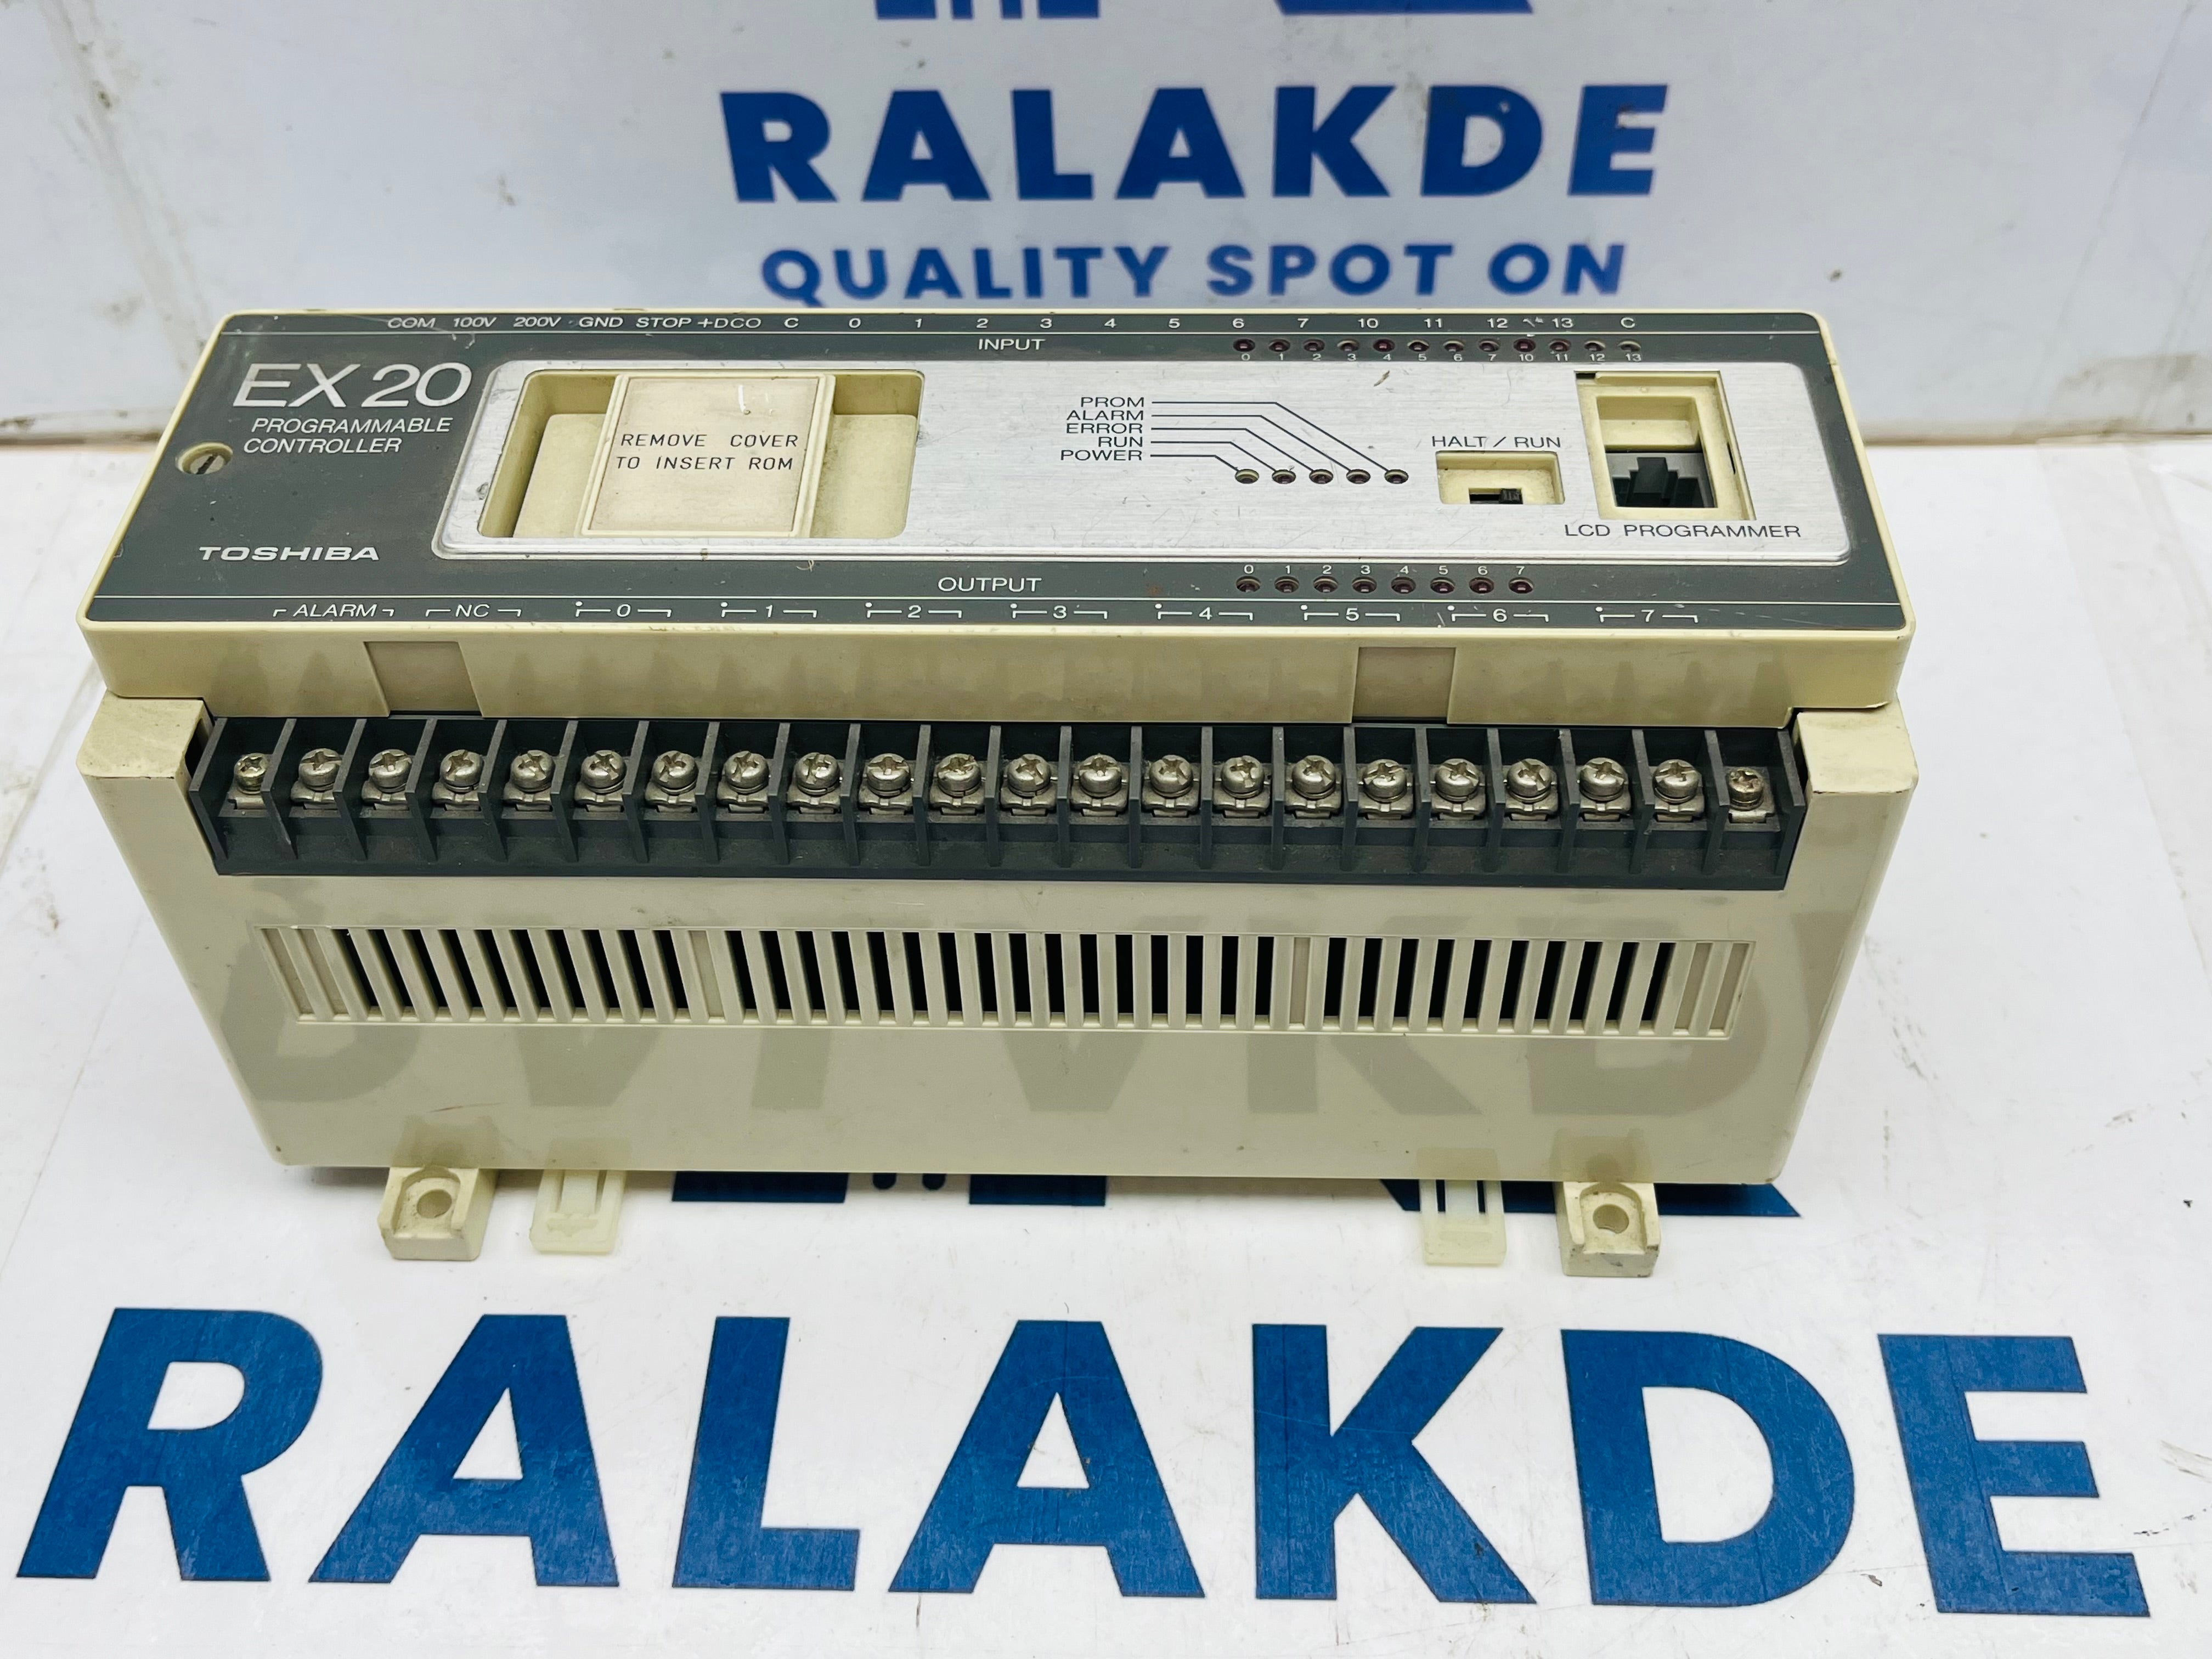 RALAKDE
QUALITY SPOT ON
COM 100V 200V GND STOP +DCO C 0 1 2 3 4 5 6 7 10 11 12 13 C
INPUT
0 1 2 3 4 5 6 7 10 11 12 13
EX20
PROGRAMMABLE
CONTROLLER
REMOVE COVER
TO INSERT ROM
PROM
ALARM
ERROR
RUN
POWER
HALT / RUN
LCD PROGRAMMER
TOSHIBA
OUTPUT
0 1 2 3 4 5 6 7
ALARM NC 0 1 2 3 4 5 6 7
RALAKDE